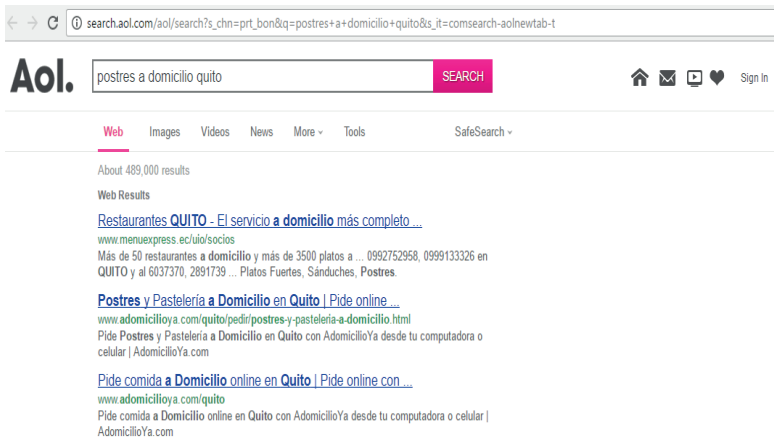 search.aol.com/aol/search?s_chn=prt_bon&q=postres+a+domicilio+quito&s_it=comsearch-aolnewtab-t
Aol. postres a domicilio quito SEARCH Sign In
Web Images Videos News More Tools SafeSearch
About 489,000 results
Web Results
Restaurantes QUITO - El servicio a domicilio más completo ...
www.menuexpress.ec/uio/socios
Más de 50 restaurantes a domicilio y más de 3500 platos a ... 0992752958, 0999133326 en
QUITO y al 6037370, 2891739 ... Platos Fuertes, Sánduches, Postres.
Postres y Pastelería a Domicilio en Quito | Pide online ...
www.adomicilioya.com/quito/pedir/postres-y-pasteleria-a-domicilio.html
Pide Postres y Pastelería a Domicilio en Quito con AdomicilioYa desde tu computadora o
celular | AdomicilioYa.com
Pide comida a Domicilio online en Quito | Pide online con ...
www.adomicilioya.com/quito
Pide comida a Domicilio online en Quito con AdomicilioYa desde tu computadora o celular |
AdomicilioYa.com